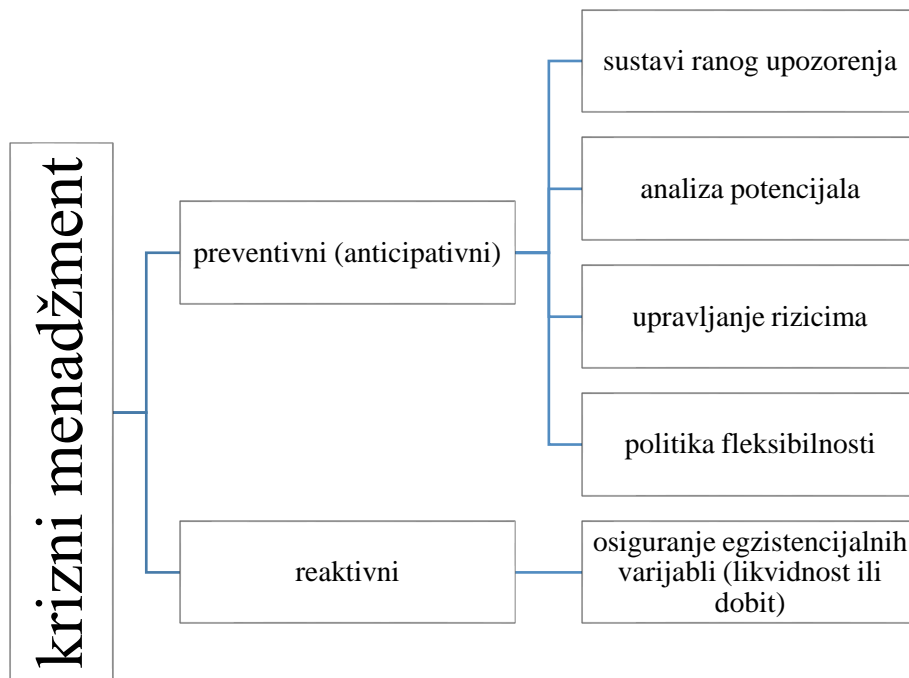 krizni menadžment
preventivni (anticipativni)
sustavi ranog upozorenja
analiza potencijala
upravljanje rizicima
politika fleksibilnosti
reaktivni
osiguranje egzistencijalnih
varijabli (likvidnost ili
dobit)